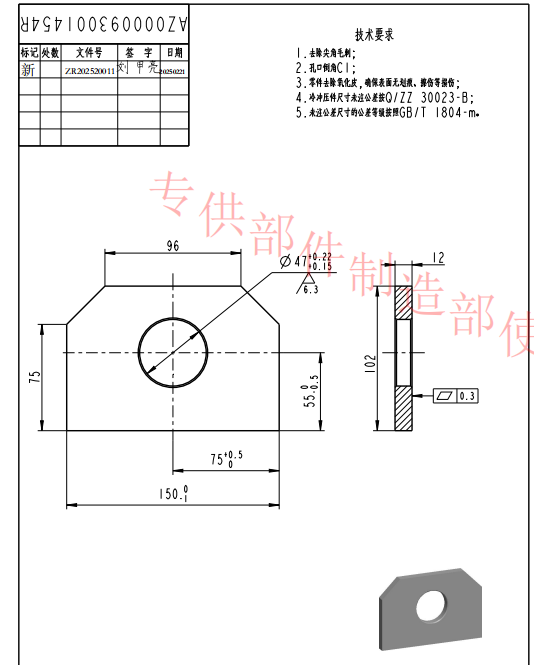 AZ000093001454R
标记 处数 文件号 签 字 日期
新 ZR202520011 刘甲亮 20250221
技术要求
1. 去除尖角毛刺;
2. 孔口倒角C1;
3. 零件去除氧化皮，确保表面无划痕、擦伤等损伤;
4. 冷冲压件尺寸未注公差按Q/ZZ 30023-B;
5. 未注公差尺寸的公差等级按照GB/T 1804-m。
专供部件制造部使
96
Ø47 +0.22 +0.15
6.3
12
75
55 0 -0.5
102
0.3
75 +0.5 0
150 0 -1